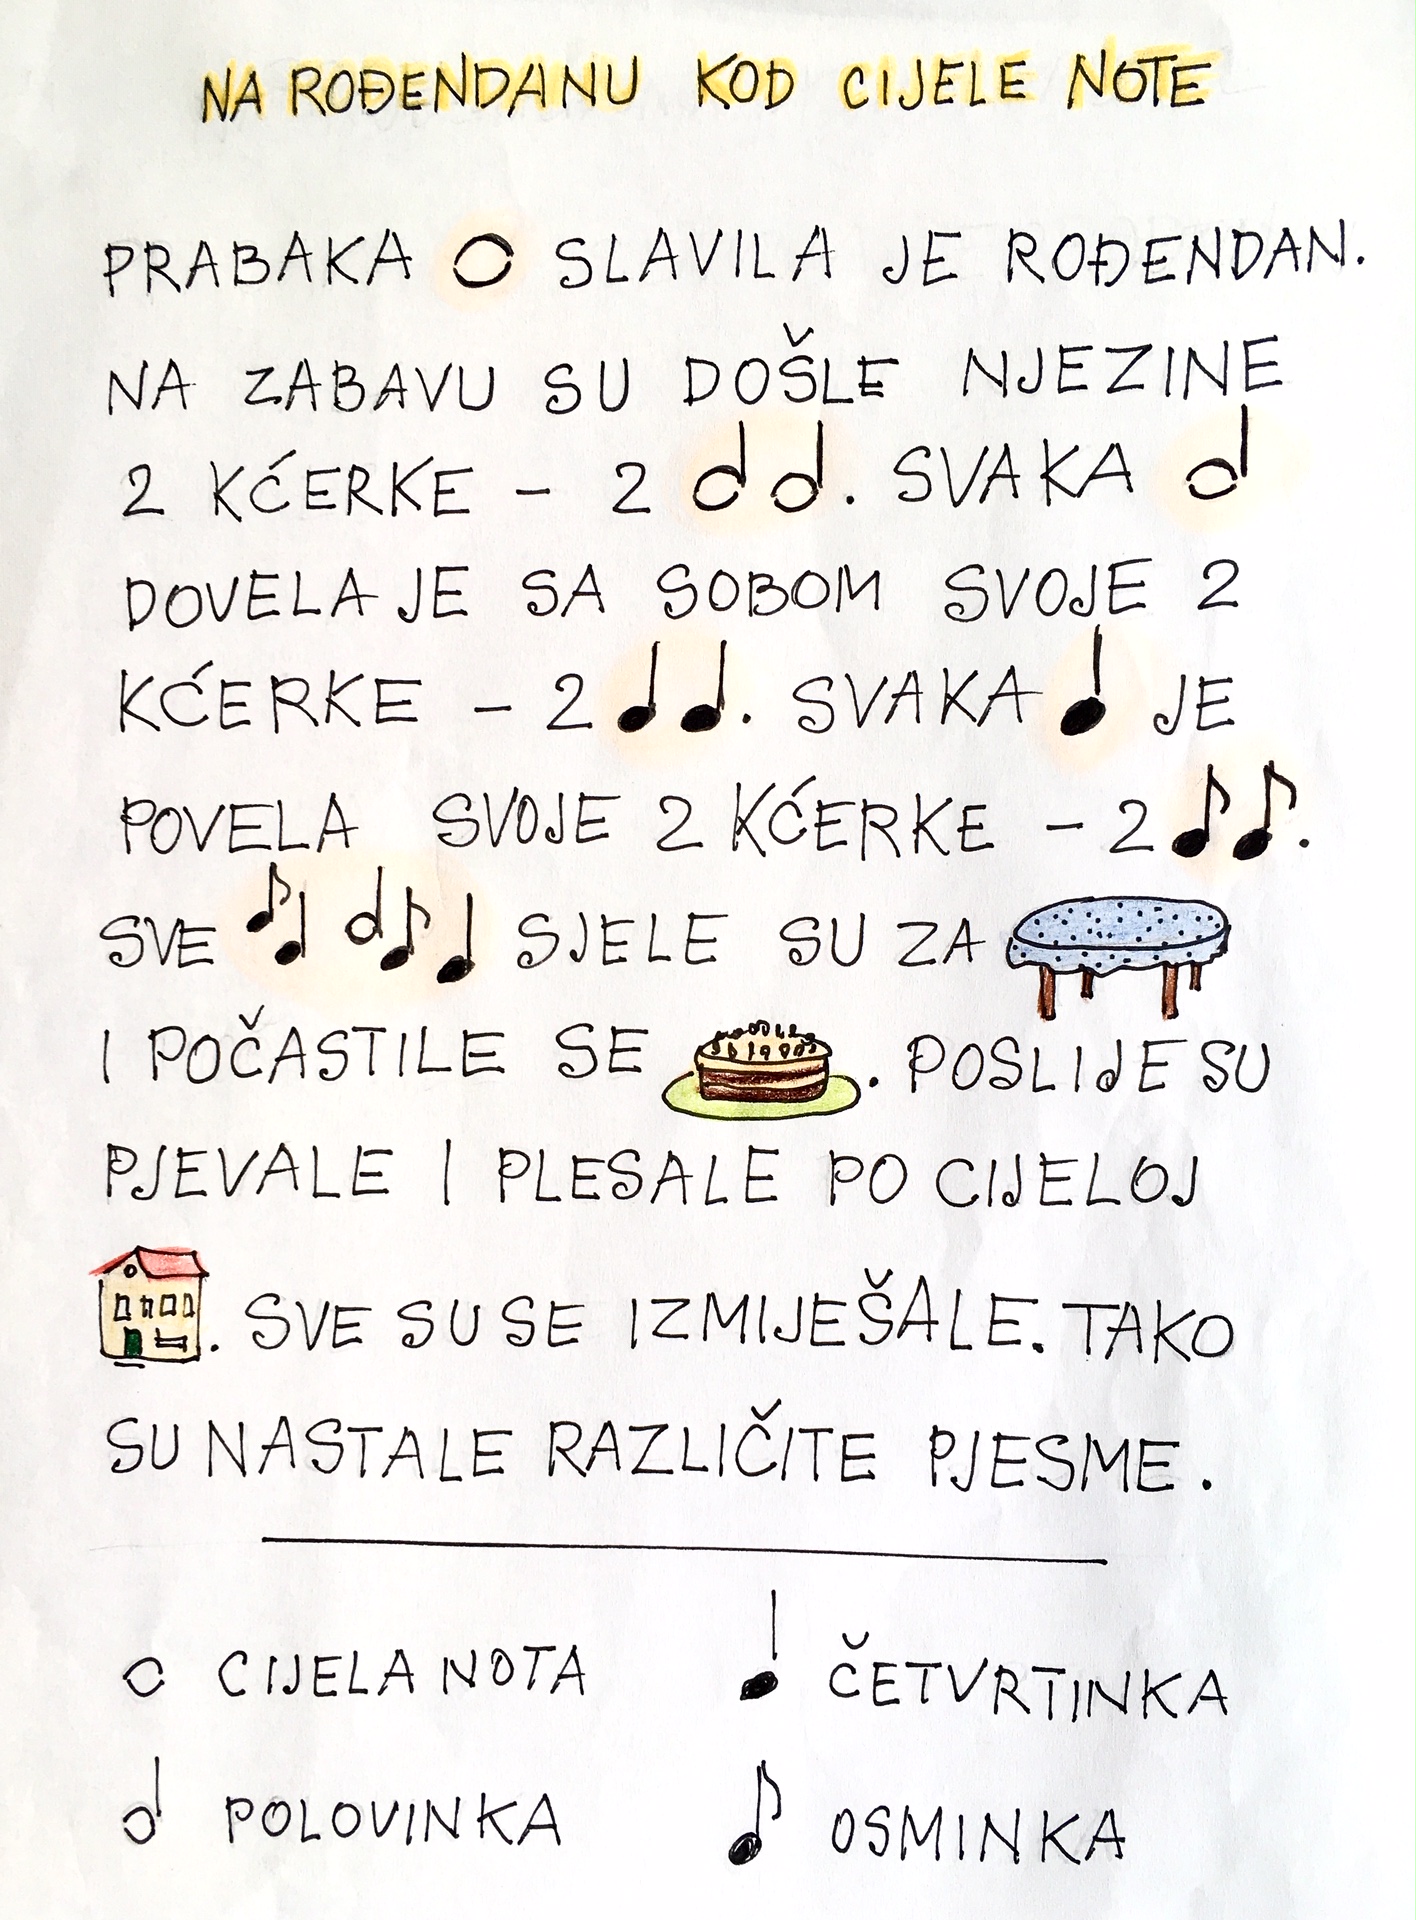 NA ROĐENDANU KOD CIJELE NOTE
PRABAKA SLAVILA JE ROĐENDAN.
NA ZABAVU SU DOŠLE NJEZINE
2 KĆERKE - 2 . SVAKA
DOVELA JE SA SOBOM SVOJE 2
KĆERKE - 2 . SVAKA JE
POVELA SVOJE 2 KĆERKE - 2 .
SVE SJELE SU ZA
I POČASTILE SE . POSLIJE SU
PJEVALE I PLESALE PO CIJELOJ
. SVE SU SE IZMIJEŠALE. TAKO
SU NASTALE RAZLIČITE PJESME.
CIJELA NOTA
ČETVRTINKA
POLOVINKA
OSMINKA